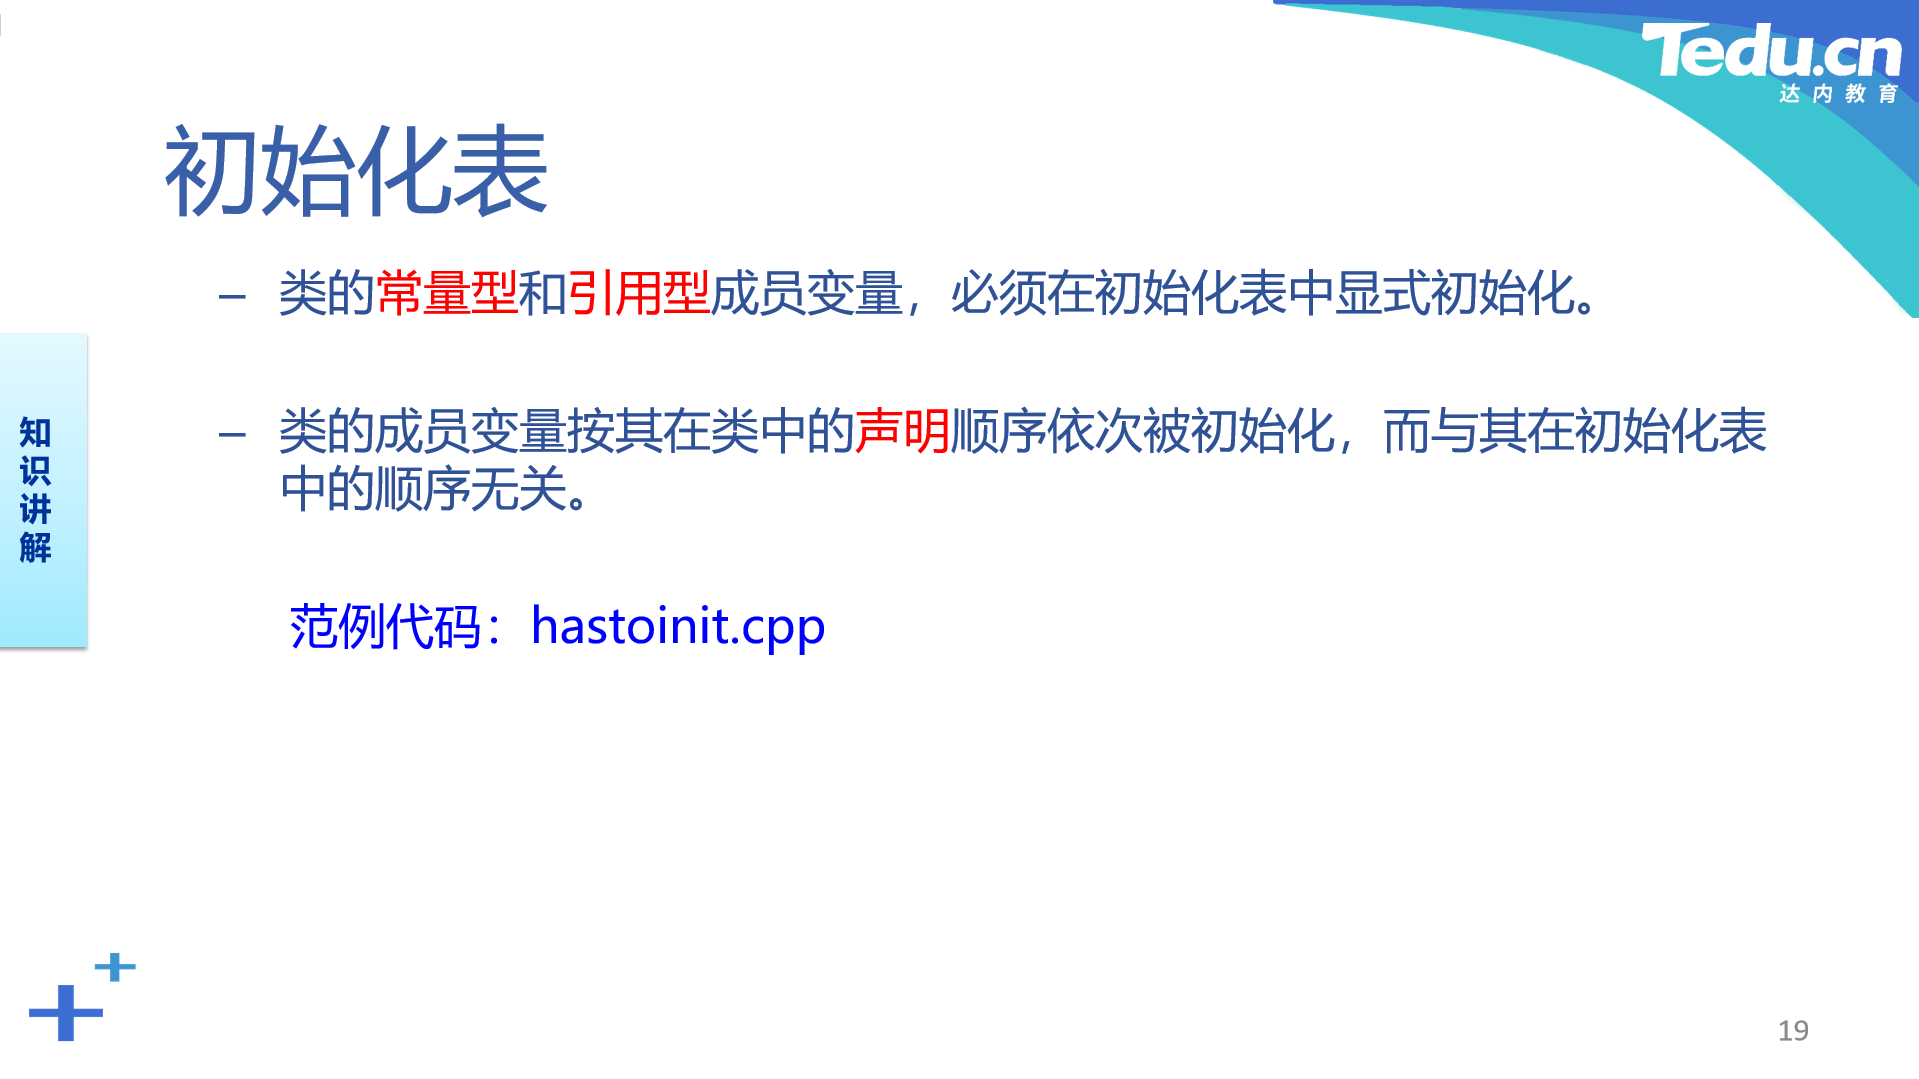 Tedu.cn
达内教育
初始化表
– 类的常量型和引用型成员变量，必须在初始化表中显式初始化。
– 类的成员变量按其在类中的声明顺序依次被初始化，而与其在初始化表
中的顺序无关。
范例代码：hastoinit.cpp
知
识
讲
解
19